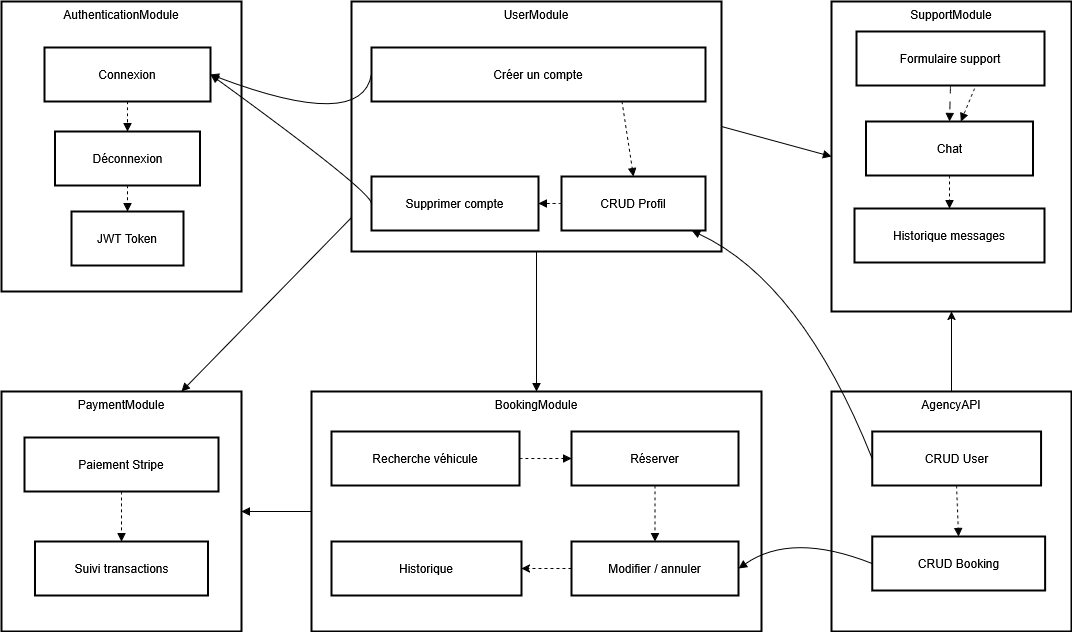 AuthenticationModule
Connexion
Déconnexion
JWT Token
UserModule
Créer un compte
Supprimer compte
CRUD Profil
SupportModule
Formulaire support
Chat
Historique messages
PaymentModule
Paiement Stripe
Suivi transactions
BookingModule
Recherche véhicule
Réserver
Historique
Modifier / annuler
AgencyAPI
CRUD User
CRUD Booking